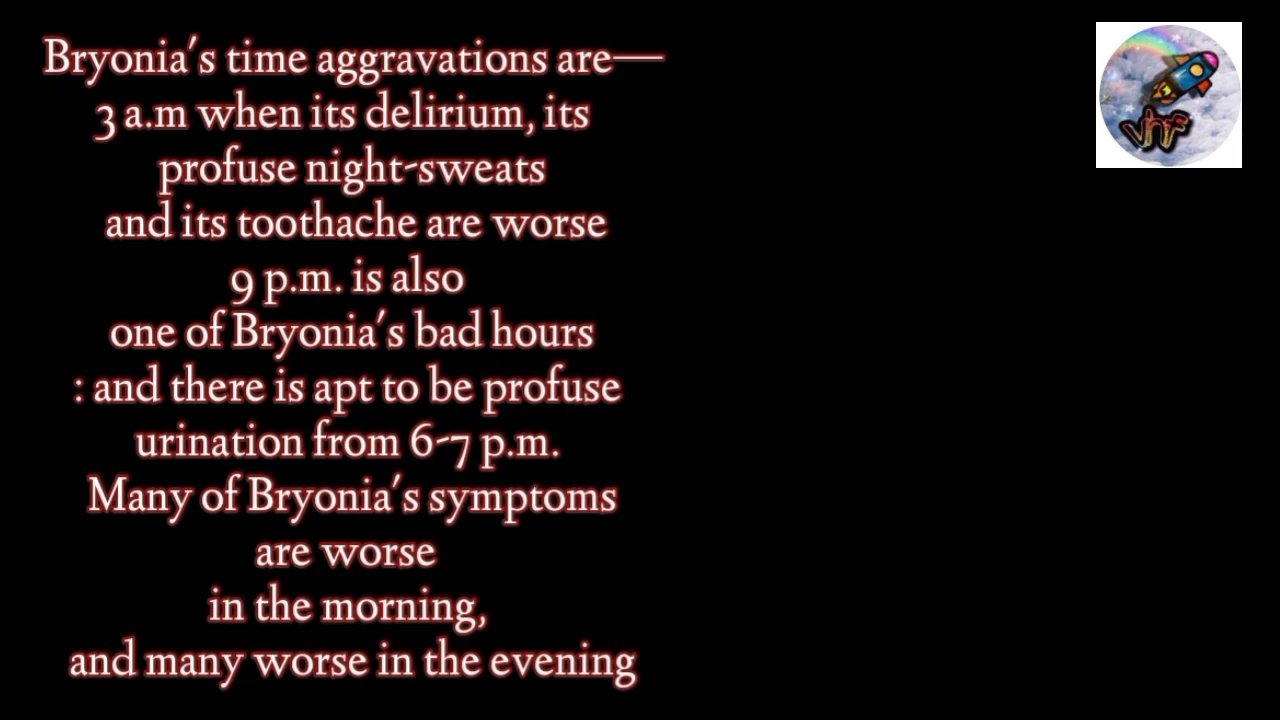 Bryonia's time aggravations are—
3 a.m when its delirium, its
profuse night-sweats
and its toothache are worse
9 p.m. is also
one of Bryonia's bad hours
: and there is apt to be profuse
urination from 6-7 p.m.
Many of Bryonia's symptoms
are worse
in the morning,
and many worse in the evening